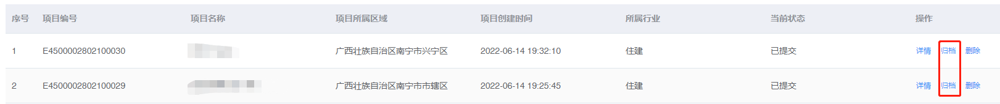 序号 项目编号 项目名称 项目所属区域 项目创建时间 所属行业 当前状态 操作
1 E4500002802100030 广西壮族自治区南宁市兴宁区 2022-06-14 19:32:10 住建 已提交 详情 归档 删除
2 E4500002802100029 广西壮族自治区南宁市市辖区 2022-06-14 19:25:45 住建 已提交 详情 归档 删除